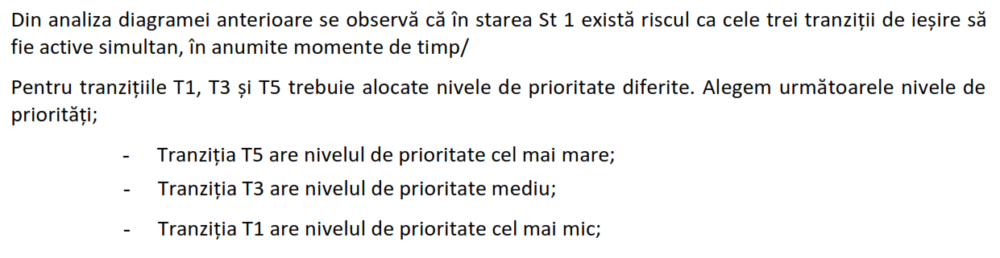 Din analiza diagramei anterioare se observă că în starea St 1 există riscul ca cele trei tranziții de ieșire să
fie active simultan, în anumite momente de timp/
Pentru tranzițiile T1, T3 și T5 trebuie alocate nivele de prioritate diferite. Alegem următoarele nivele de
priorități;
- Tranziția T5 are nivelul de prioritate cel mai mare;
- Tranziția T3 are nivelul de prioritate mediu;
- Tranziția T1 are nivelul de prioritate cel mai mic;